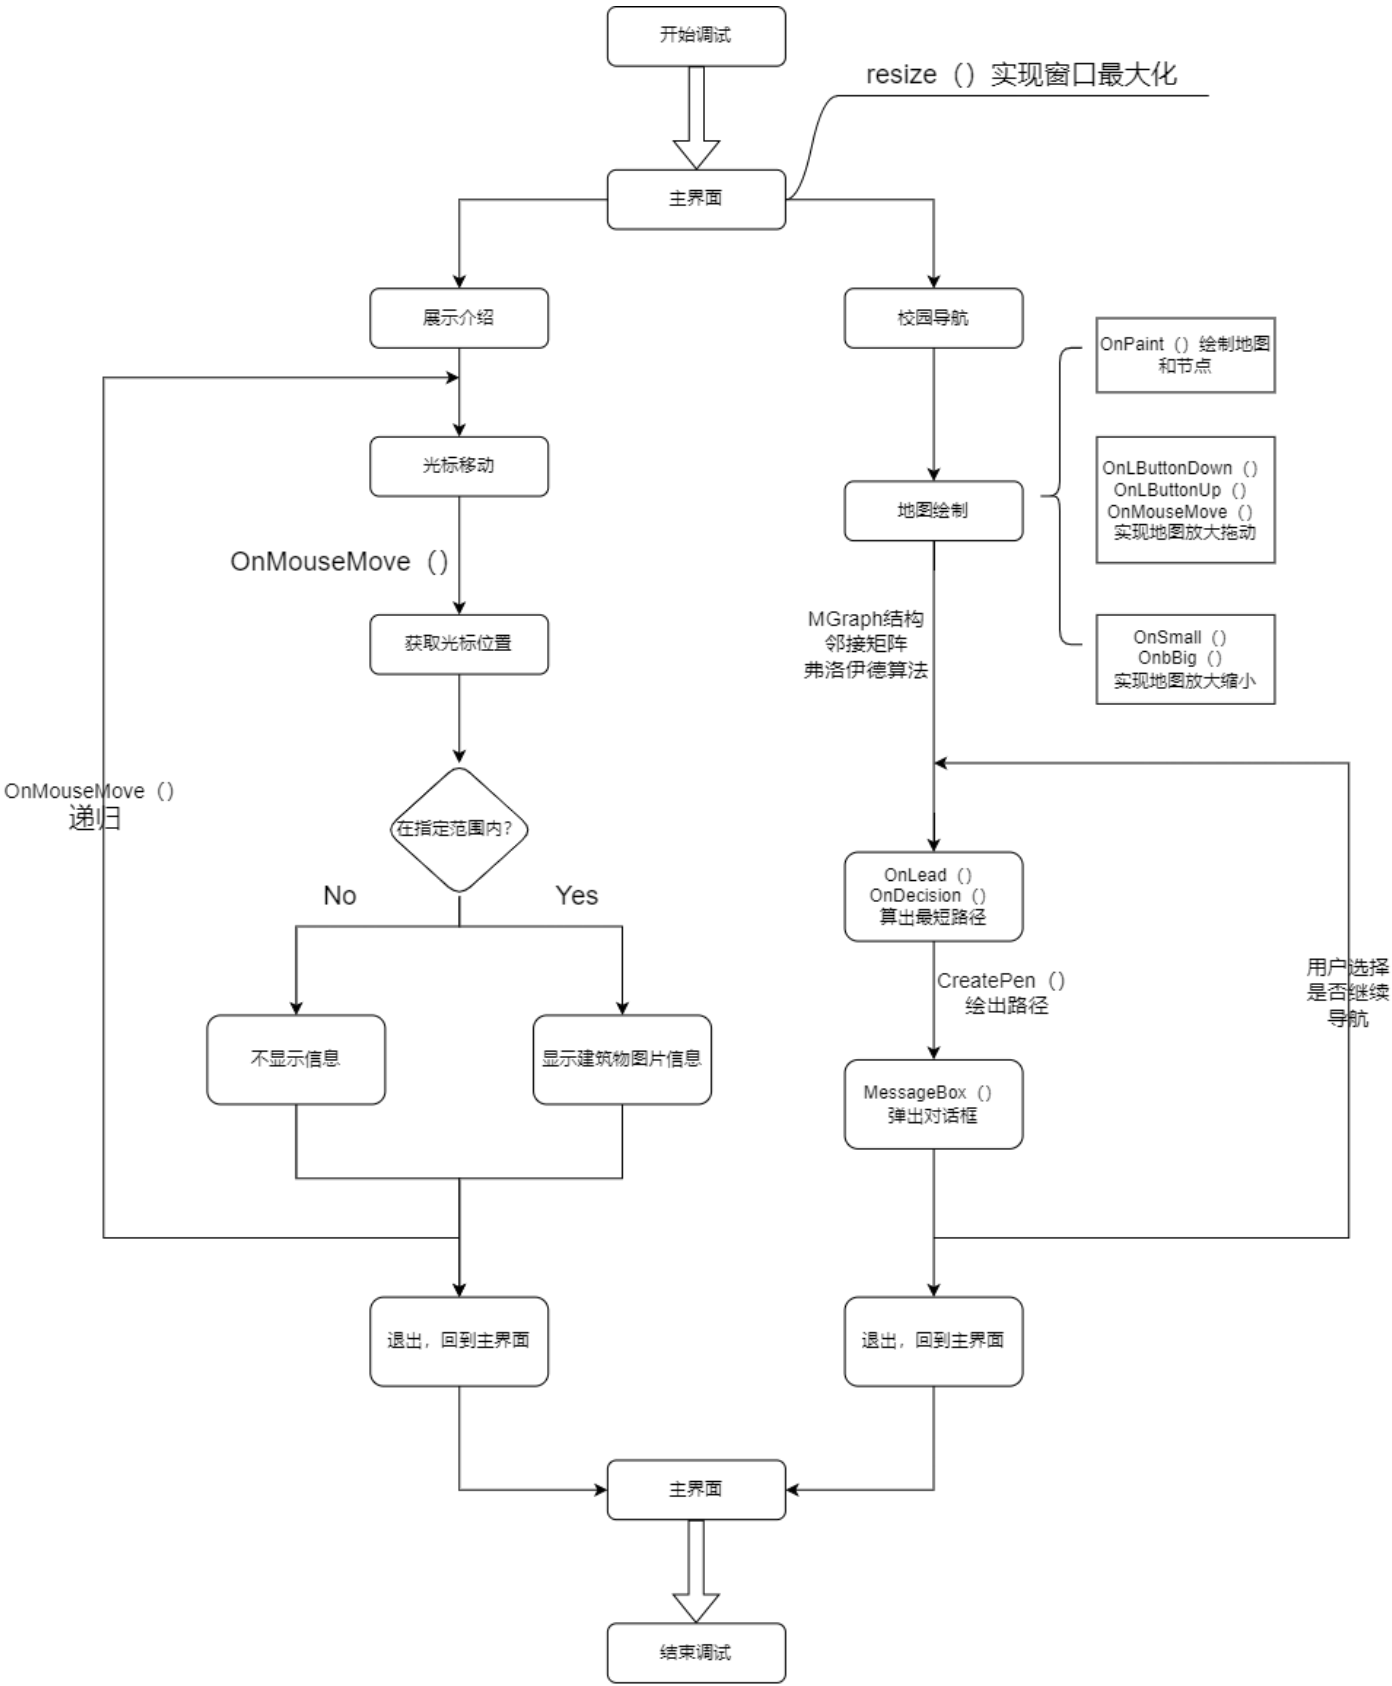 开始调试
resize（）实现窗口最大化
主界面
展示介绍
校园导航
OnPaint（）绘制地图
和节点
光标移动
OnLButtonDown（）
OnLButtonUp（）
OnMouseMove（）
实现地图放大拖动
地图绘制
OnMouseMove（）
MGraph结构
邻接矩阵
弗洛伊德算法
获取光标位置
OnSmall（）
OnbBig（）
实现地图放大缩小
OnMouseMove（）
递归
在指定范围内？
No
Yes
OnLead（）
OnDecision（）
算出最短路径
CreatePen（）
绘出路径
用户选择
是否继续
导航
不显示信息
显示建筑物图片信息
MessageBox（）
弹出对话框
退出，回到主界面
退出，回到主界面
主界面
结束调试